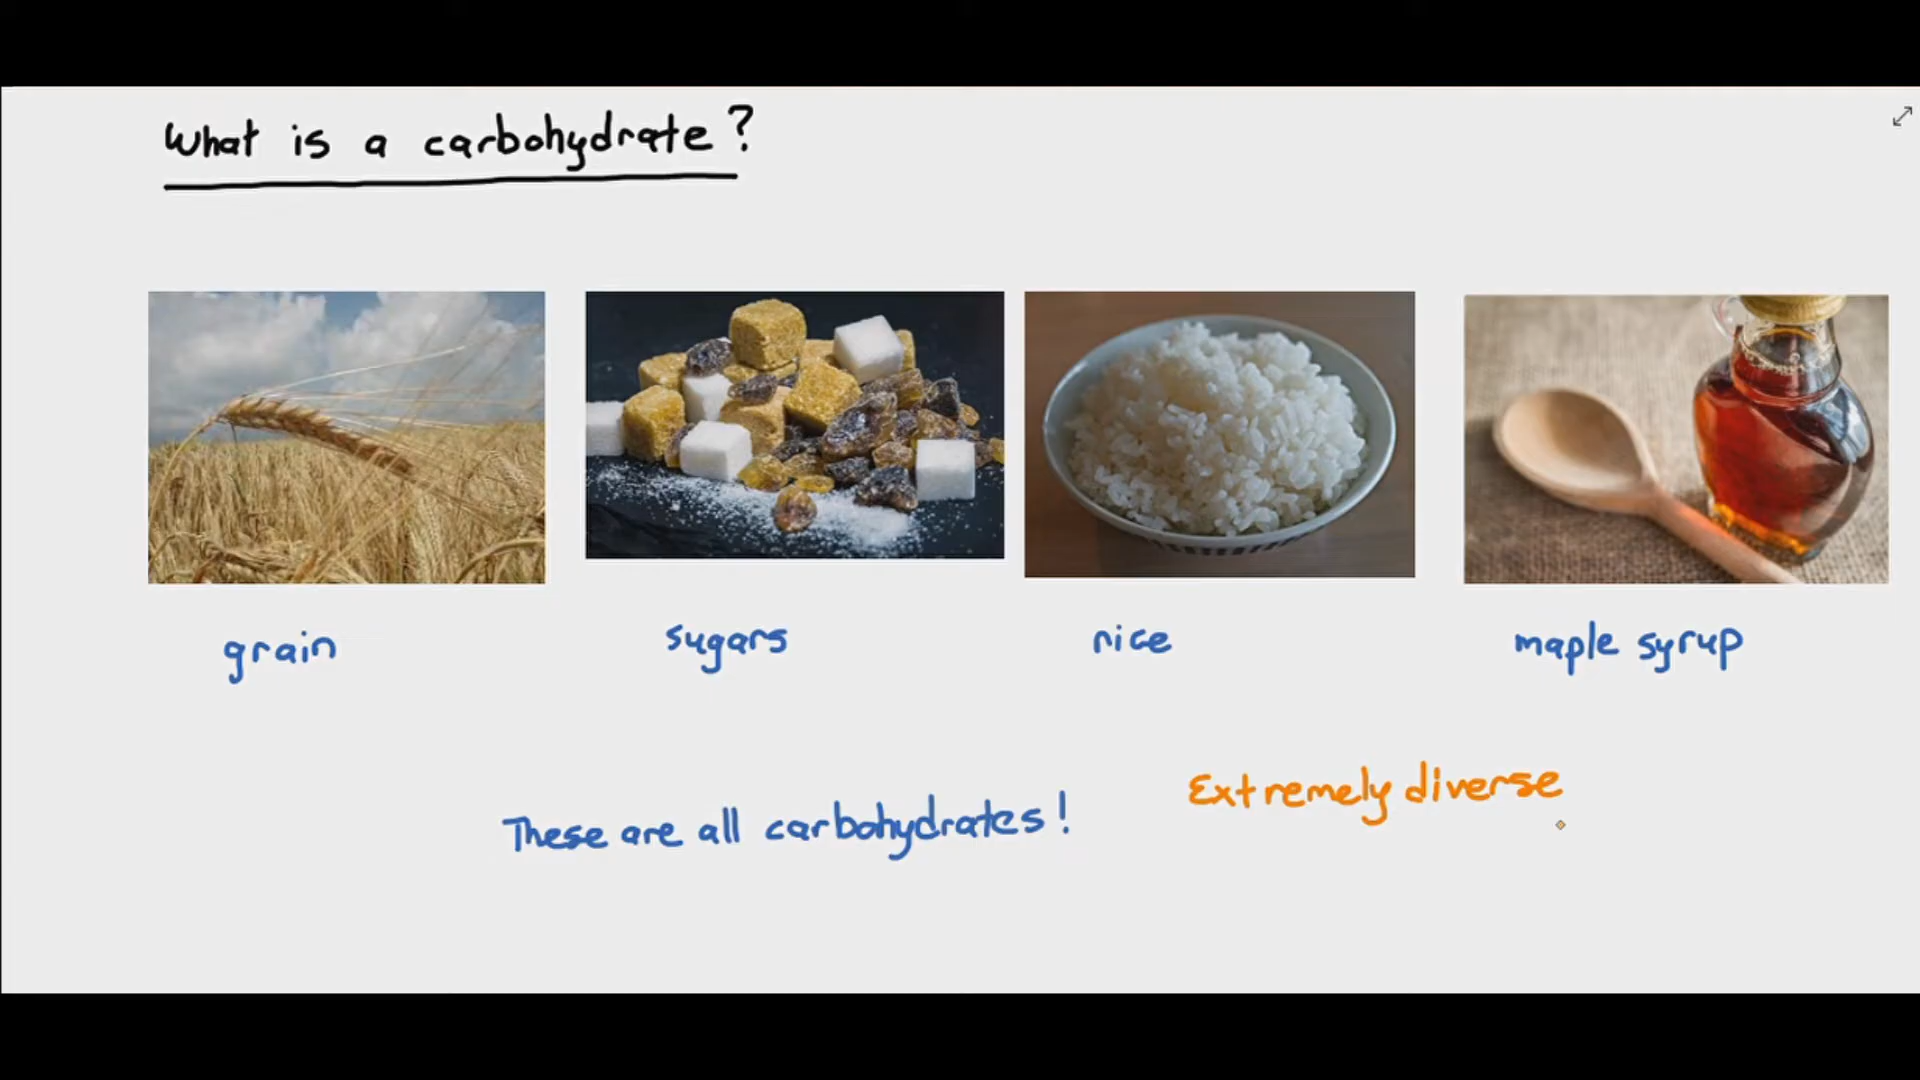 What is a carbohydrate?
grain
sugars
rice
maple syrup
These are all carbohydrates!
Extremely diverse